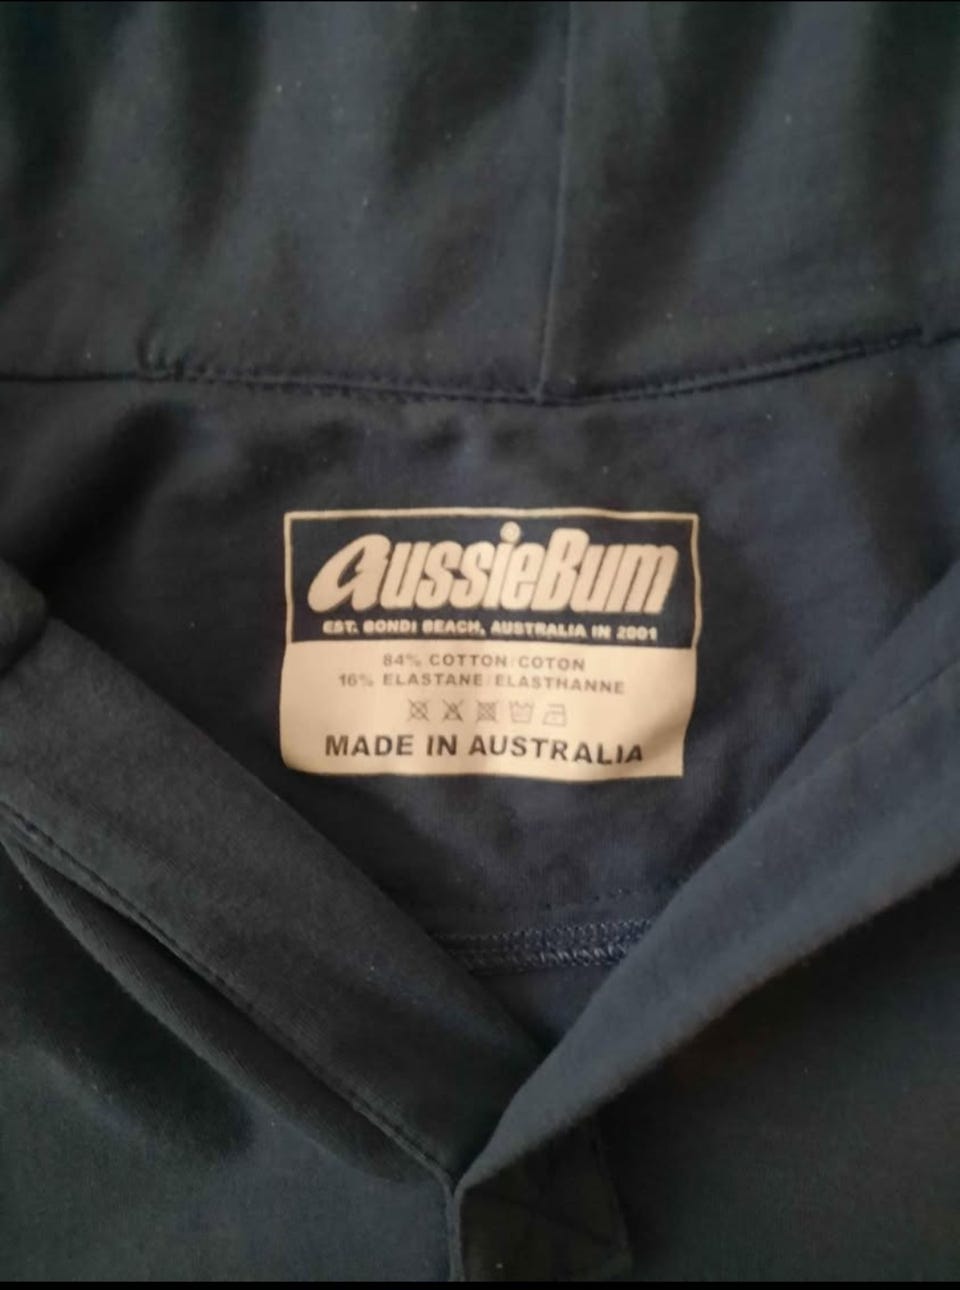 aussieBum
EST. BONDI BEACH, AUSTRALIA IN 2001
84% COTTON/COTON
16% ELASTANE/ELASTHANNE
MADE IN AUSTRALIA